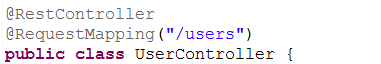 @RestController
@RequestMapping("/users")
public class UserController {